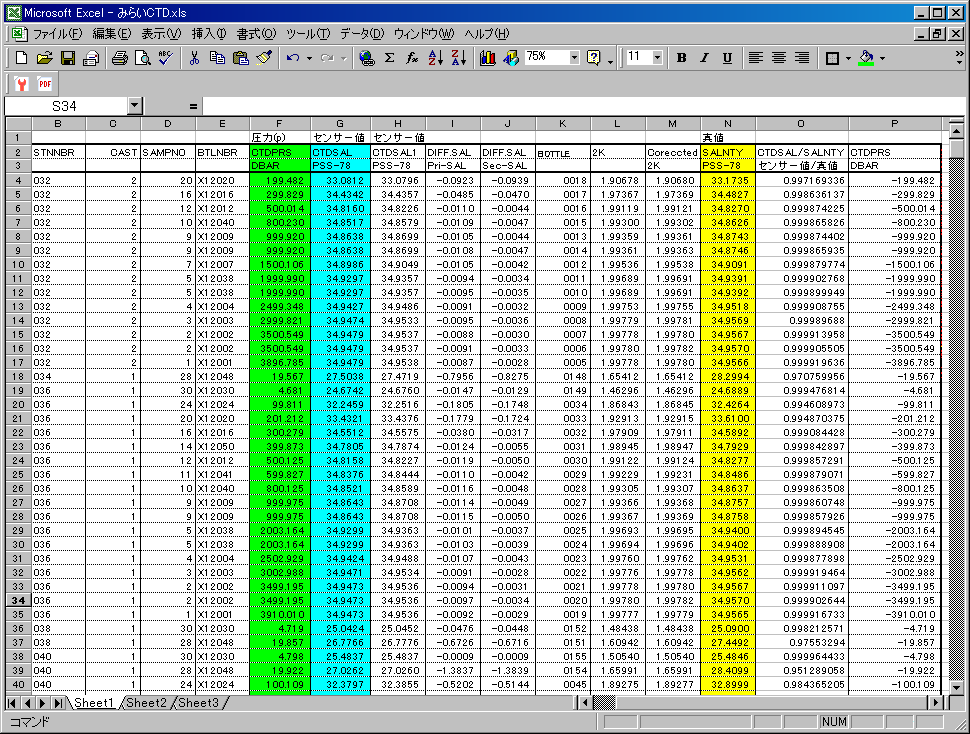 Microsoft Excel - みらいCTD.xls
ファイル(F) 編集(E) 表示(V) 挿入(I) 書式(O) ツール(T) データ(D) ウィンドウ(W) ヘルプ(H)
75% 11 B I U
PDF
S34 =
B C D E F G H I J K L M N O P
1 圧力(p) センサー値 センサー値 真値
2 STNNBR CAST SAMPNO BTLNBR CTDPRS CTDSAL CTDSAL1 DIFF.SAL DIFF.SAL BOTTLE 2K Corecoted SALNTY CTDSAL/SALNTY CTDPRS
3 DBAR PSS-78 PSS-78 Pri-SAL Sec-SAL 2K PSS-78 センサー値/真値 DBAR
4 032 2 20 X12020 199.482 33.0812 33.0796 -0.0923 -0.0939 0018 1.90678 1.90680 33.1735 0.997169336 -199.482
5 032 2 16 X12016 299.829 34.4342 34.4357 -0.0485 -0.0470 0017 1.97367 1.97369 34.4827 0.998636137 -299.829
6 032 2 12 X12012 500.014 34.8160 34.8226 -0.0110 -0.0044 0016 1.99119 1.99121 34.8270 0.999874225 -500.014
7 032 2 10 X12040 800.230 34.8517 34.8579 -0.0109 -0.0047 0015 1.99300 1.99302 34.8626 0.999865829 -800.230
8 032 2 9 X12009 999.920 34.8638 34.8699 -0.0105 -0.0044 0013 1.99359 1.99361 34.8743 0.999874402 -999.920
9 032 2 9 X12009 999.920 34.8638 34.8699 -0.0108 -0.0047 0014 1.99361 1.99363 34.8746 0.999865935 -999.920
10 032 2 7 X12007 1500.106 34.8986 34.9049 -0.0105 -0.0042 0012 1.99536 1.99538 34.9091 0.999879774 -1500.106
11 032 2 5 X12038 1999.990 34.9297 34.9357 -0.0094 -0.0034 0011 1.99689 1.99691 34.9391 0.999902768 -1999.990
12 032 2 5 X12038 1999.990 34.9297 34.9357 -0.0095 -0.0035 0010 1.99689 1.99691 34.9392 0.999899949 -1999.990
13 032 2 4 X12004 2499.348 34.9427 34.9486 -0.0091 -0.0032 0009 1.99753 1.99755 34.9518 0.999908755 -2499.348
14 032 2 3 X12003 2999.821 34.9474 34.9533 -0.0095 -0.0036 0008 1.99779 1.99781 34.9569 0.99989688 -2999.821
15 032 2 2 X12002 3500.549 34.9479 34.9537 -0.0088 -0.0030 0007 1.99778 1.99780 34.9567 0.999913958 -3500.549
16 032 2 2 X12002 3500.549 34.9479 34.9537 -0.0091 -0.0033 0006 1.99780 1.99782 34.9570 0.999905505 -3500.549
17 032 2 1 X12001 3896.785 34.9479 34.9538 -0.0087 -0.0028 0005 1.99778 1.99780 34.9566 0.999919636 -3896.785
18 034 1 28 X12048 19.567 27.5038 27.4719 -0.7956 -0.8275 0148 1.65412 1.65412 28.2994 0.970759956 -19.567
19 036 1 30 X12030 4.681 24.6742 24.6760 -0.0147 -0.0129 0149 1.46296 1.46296 24.6889 0.999476814 -4.681
20 036 1 24 X12024 99.811 32.2459 32.2516 -0.1805 -0.1748 0034 1.86843 1.86845 32.4264 0.994608973 -99.811
21 036 1 20 X12020 201.212 33.4321 33.4376 -0.1779 -0.1724 0033 1.92913 1.92915 33.6100 0.994870375 -201.212
22 036 1 16 X12016 300.279 34.5512 34.5575 -0.0380 -0.0317 0032 1.97909 1.97911 34.5892 0.999084428 -300.279
23 036 1 14 X12050 399.873 34.7805 34.7874 -0.0124 -0.0055 0031 1.98945 1.98947 34.7929 0.999842897 -399.873
24 036 1 12 X12012 500.125 34.8158 34.8227 -0.0119 -0.0050 0030 1.99122 1.99124 34.8277 0.999857291 -500.125
25 036 1 11 X12041 599.827 34.8376 34.8444 -0.0110 -0.0042 0029 1.99229 1.99231 34.8486 0.999879071 -599.827
26 036 1 10 X12040 800.125 34.8521 34.8589 -0.0116 -0.0048 0028 1.99305 1.99307 34.8637 0.999863508 -800.125
27 036 1 9 X12009 999.975 34.8643 34.8708 -0.0114 -0.0049 0027 1.99366 1.99368 34.8757 0.999860748 -999.975
28 036 1 9 X12009 999.975 34.8643 34.8708 -0.0115 -0.0050 0026 1.99367 1.99369 34.8758 0.999857926 -999.975
29 036 1 5 X12038 2003.164 34.9299 34.9363 -0.0101 -0.0037 0025 1.99693 1.99695 34.9400 0.999894545 -2003.164
30 036 1 5 X12038 2003.164 34.9299 34.9363 -0.0103 -0.0039 0024 1.99694 1.99696 34.9402 0.999888908 -2003.164
31 036 1 4 X12004 2502.929 34.9424 34.9488 -0.0107 -0.0043 0023 1.99760 1.99762 34.9531 0.999877898 -2502.929
32 036 1 3 X12003 3002.988 34.9471 34.9534 -0.0091 -0.0028 0022 1.99776 1.99778 34.9562 0.999919464 -3002.988
33 036 1 2 X12002 3499.195 34.9473 34.9536 -0.0094 -0.0031 0021 1.99778 1.99780 34.9567 0.999911097 -3499.195
34 036 1 2 X12002 3499.195 34.9473 34.9536 -0.0097 -0.0034 0020 1.99780 1.99782 34.9570 0.999902644 -3499.195
35 036 1 1 X12001 3910.010 34.9473 34.9536 -0.0092 -0.0029 0019 1.99777 1.99779 34.9565 0.999916733 -3910.010
36 038 1 30 X12030 4.719 25.0424 25.0452 -0.0476 -0.0448 0152 1.48438 1.48438 25.0900 0.998212571 -4.719
37 038 1 28 X12048 19.857 26.7766 26.7776 -0.6726 -0.6716 0151 1.60942 1.60942 27.4492 0.97553294 -19.857
38 040 1 30 X12030 4.798 25.4837 25.4837 -0.0009 -0.0009 0155 1.50540 1.50540 25.4846 0.999964433 -4.798
39 040 1 28 X12048 19.922 27.0262 27.0260 -1.3837 -1.3839 0154 1.65991 1.65991 28.4099 0.951289058 -19.922
40 040 1 24 X12024 100.109 32.3797 32.3855 -0.5202 -0.5144 0045 1.89275 1.89277 32.8999 0.984365205 -100.109
Sheet1 Sheet2 Sheet3
コマンド NUM